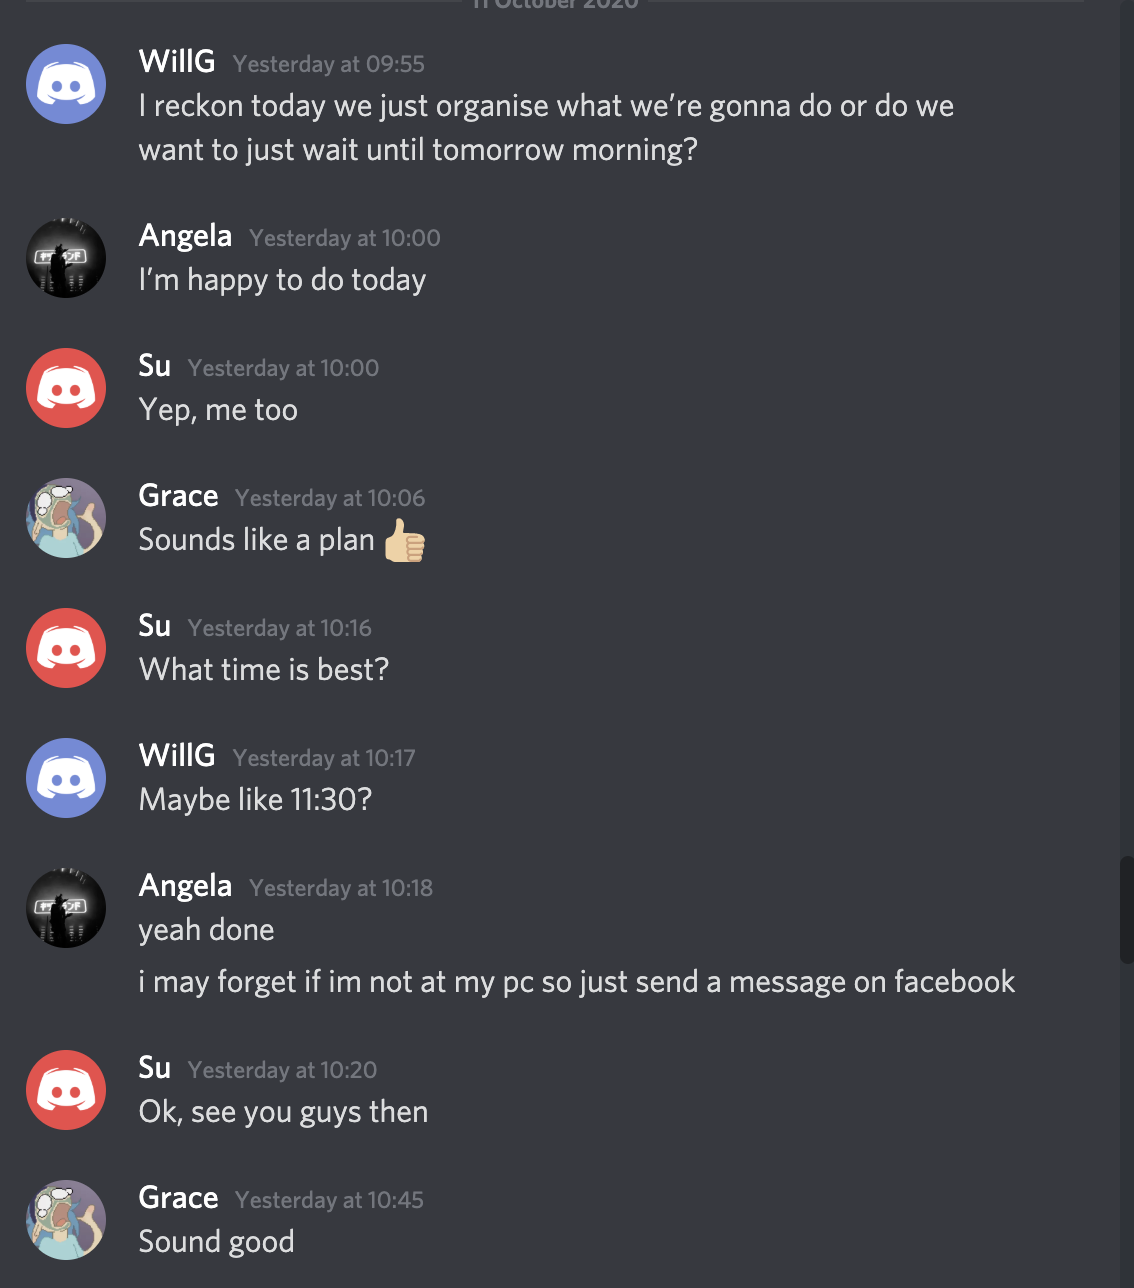 11 October 2020
WillG Yesterday at 09:55
I reckon today we just organise what we’re gonna do or do we
want to just wait until tomorrow morning?
Angela Yesterday at 10:00
I’m happy to do today
Su Yesterday at 10:00
Yep, me too
Grace Yesterday at 10:06
Sounds like a plan 👍🏼
Su Yesterday at 10:16
What time is best?
WillG Yesterday at 10:17
Maybe like 11:30?
Angela Yesterday at 10:18
yeah done
i may forget if im not at my pc so just send a message on facebook
Su Yesterday at 10:20
Ok, see you guys then
Grace Yesterday at 10:45
Sound good